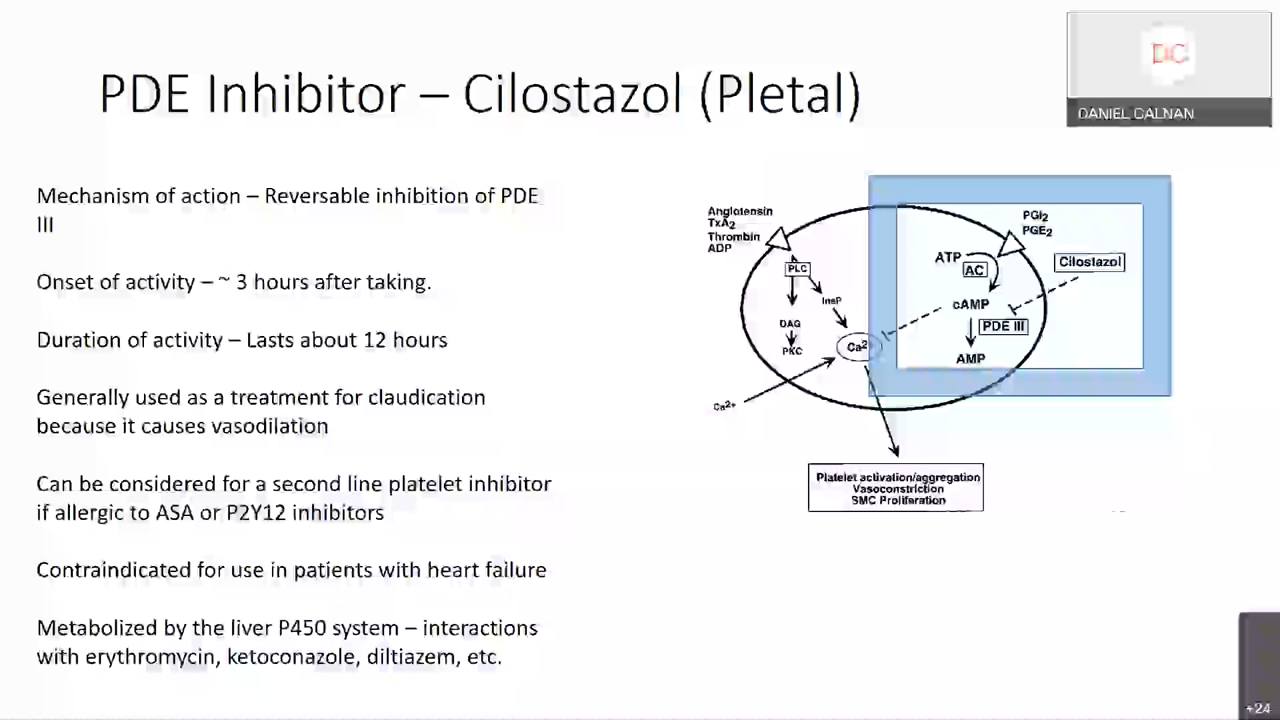 PDE Inhibitor – Cilostazol (Pletal)
DC
DANIEL CALNAN
Mechanism of action – Reversable inhibition of PDE
III
Onset of activity – ~ 3 hours after taking.
Duration of activity – Lasts about 12 hours
Generally used as a treatment for claudication
because it causes vasodilation
Can be considered for a second line platelet inhibitor
if allergic to ASA or P2Y12 inhibitors
Contraindicated for use in patients with heart failure
Metabolized by the liver P450 system – interactions
with erythromycin, ketoconazole, diltiazem, etc.
Angiotensin
TxA2
Thrombin
ADP
PLC
InsP
DAG
PKC
Ca2+
Ca2+
PGI2
PGE2
ATP
AC
Cilostazol
cAMP
PDE III
AMP
Platelet activation/aggregation
Vasoconstriction
SMC Proliferation
+24